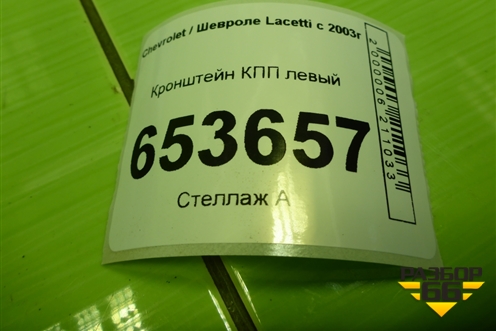 Chevrolet / Шевроле Lacetti с 2003г
Кронштейн КПП левый
653657
Стеллаж А
2000006211033
РАЗБОР
66